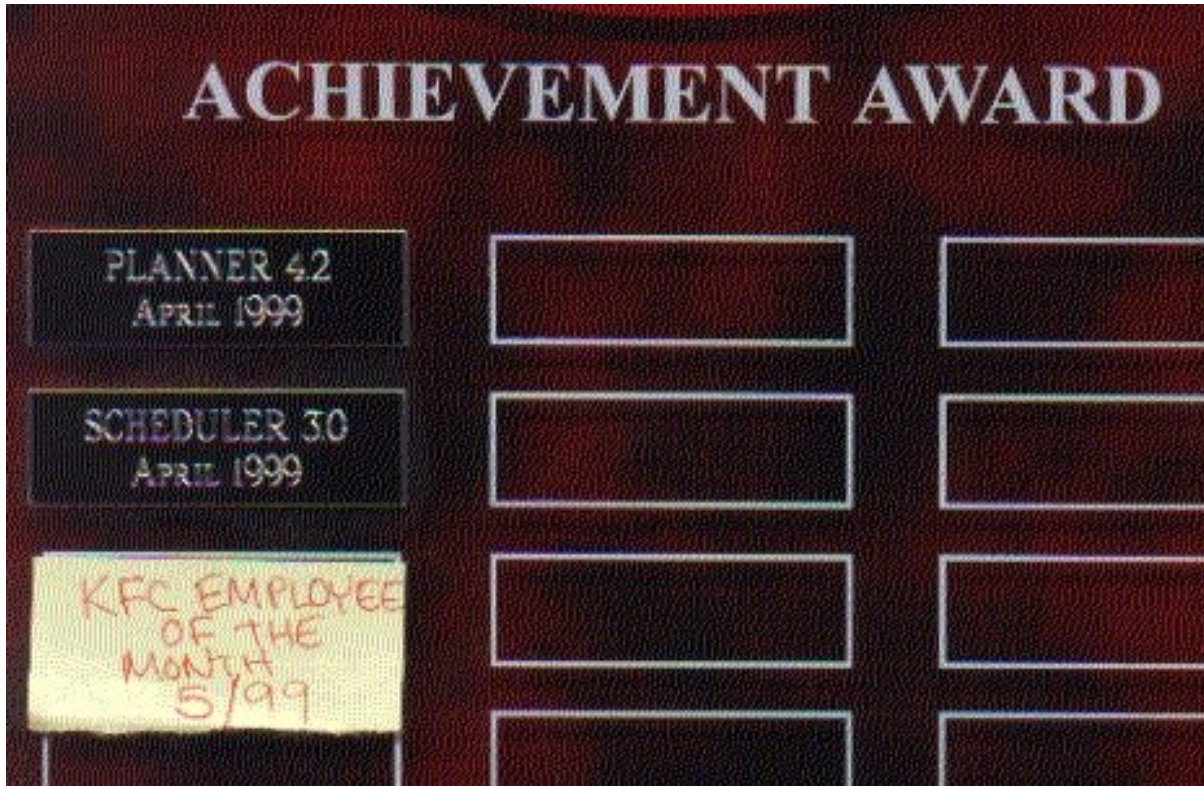 ACHIEVEMENT AWARD
PLANNER 4.2
APRIL 1999
SCHEDULER 3.0
APRIL 1999
KFC EMPLOYEE
OF THE
MONTH
5/99